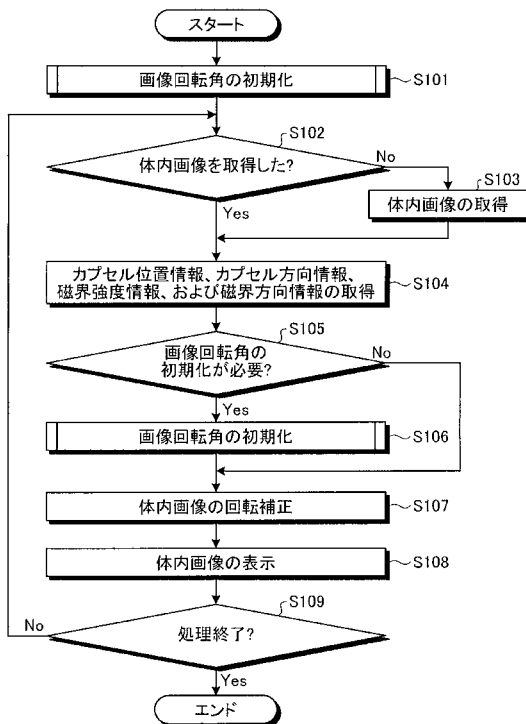 スタート
画像回転角の初期化
S101
S102
体内画像を取得した?
No
S103
体内画像の取得
Yes
カプセル位置情報、カプセル方向情報、
磁界強度情報、および磁界方向情報の取得
S104
S105
画像回転角の
初期化が必要?
No
Yes
画像回転角の初期化
S106
体内画像の回転補正
S107
体内画像の表示
S108
S109
No
処理終了?
Yes
エンド